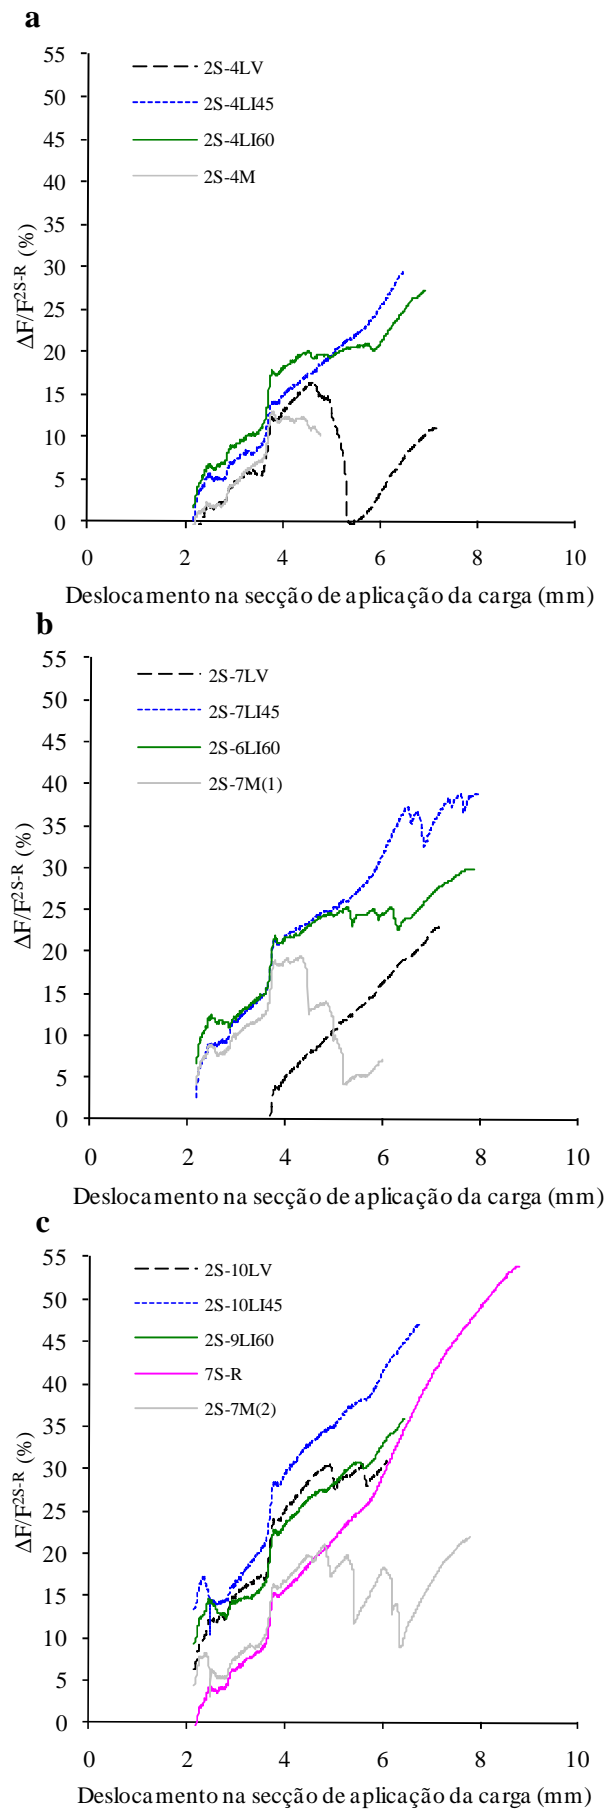 a
55
50
45
40
35
30
25
20
15
10
5
0
ΔF/F2S-R (%)
2S-4LV
2S-4LI45
2S-4LI60
2S-4M
0 2 4 6 8 10
Deslocamento na secção de aplicação da carga (mm)
b
55
50
45
40
35
30
25
20
15
10
5
0
ΔF/F2S-R (%)
2S-7LV
2S-7LI45
2S-6LI60
2S-7M(1)
0 2 4 6 8 10
Deslocamento na secção de aplicação da carga (mm)
c
55
50
45
40
35
30
25
20
15
10
5
0
ΔF/F2S-R (%)
2S-10LV
2S-10LI45
2S-9LI60
7S-R
2S-7M(2)
0 2 4 6 8 10
Deslocamento na secção de aplicação da carga (mm)